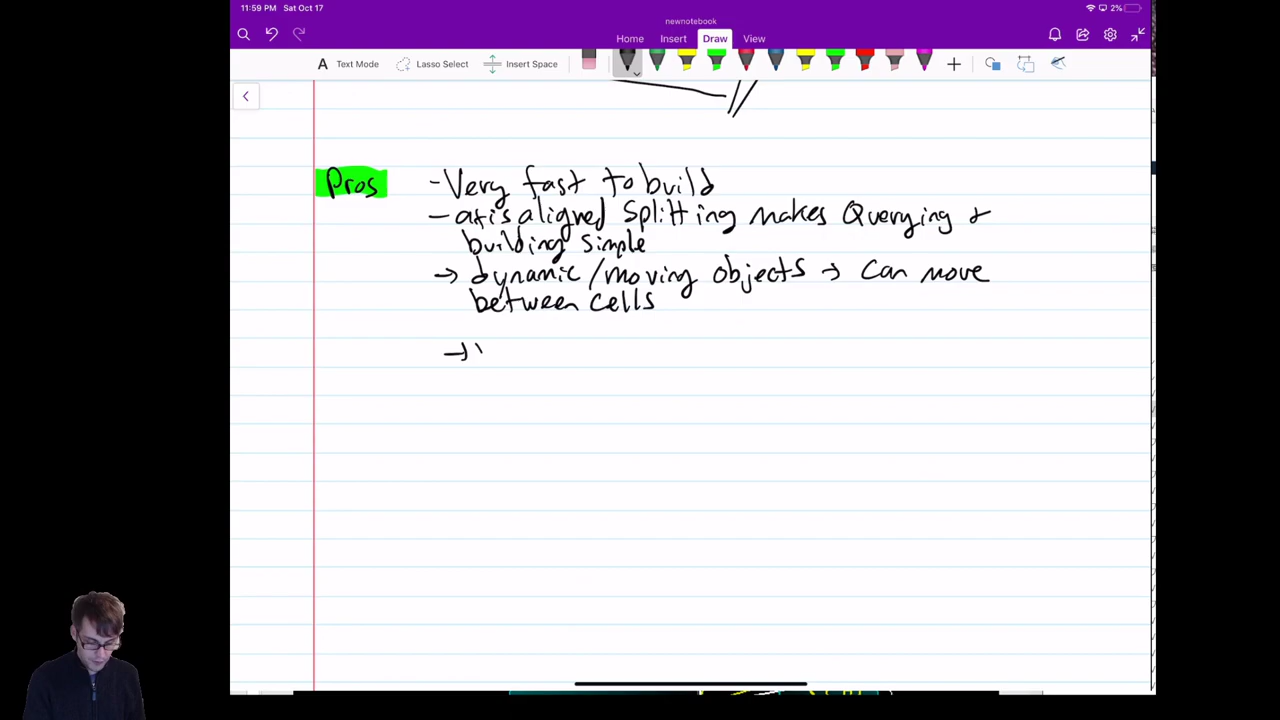 11:59 PM Sat Oct 17
2%
newnotebook
Home Insert Draw View
Text Mode Lasso Select Insert Space
Pros - Very fast to build
- axis aligned Splitting makes Querying +
building simple
→ dynamic/moving objects → Can move
between cells
→